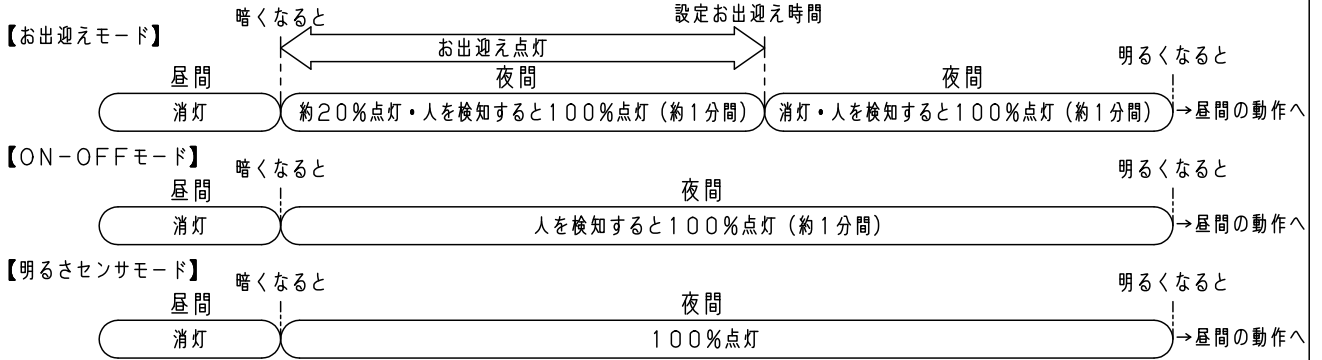 【お出迎えモード】
暗くなると
設定お出迎え時間
お出迎え点灯
明るくなると
昼間
夜間
夜間
消灯
約20%点灯・人を検知すると100%点灯(約1分間)
消灯・人を検知すると100%点灯(約1分間)
→昼間の動作へ
【ON-OFFモード】
暗くなると
明るくなると
昼間
夜間
消灯
人を検知すると100%点灯(約1分間)
→昼間の動作へ
【明るさセンサモード】
暗くなると
明るくなると
昼間
夜間
消灯
100%点灯
→昼間の動作へ